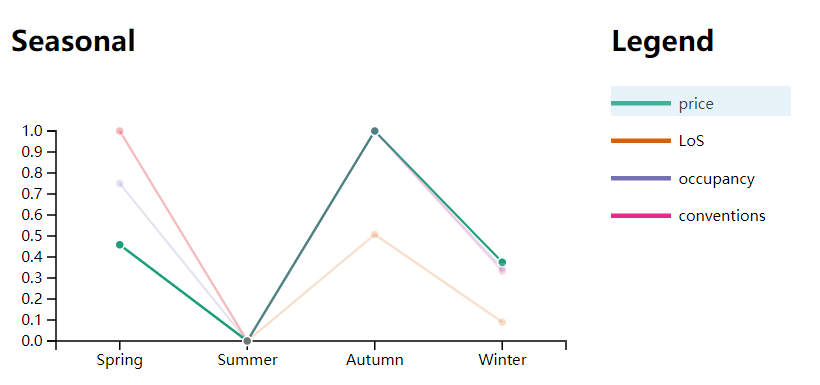 Seasonal
1.0
0.9
0.8
0.7
0.6
0.5
0.4
0.3
0.2
0.1
0.0
Spring Summer Autumn Winter
Legend
price
LoS
occupancy
conventions